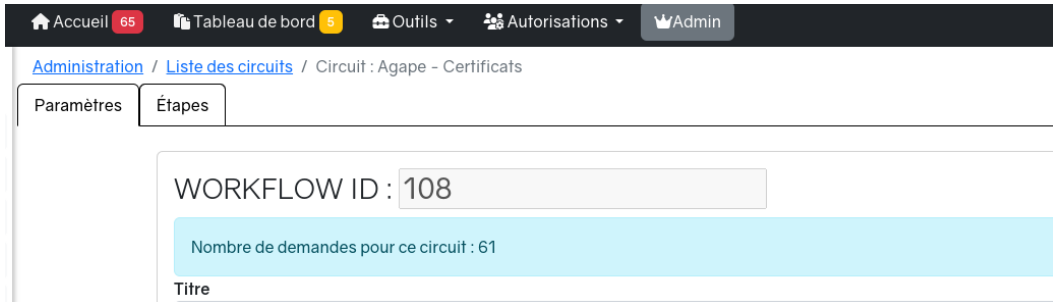 Accueil 65 Tableau de bord 5 Outils Autorisations Admin
Administration / Liste des circuits / Circuit : Agape - Certificats
Paramètres Étapes
WORKFLOW ID : 108
Nombre de demandes pour ce circuit : 61
Titre